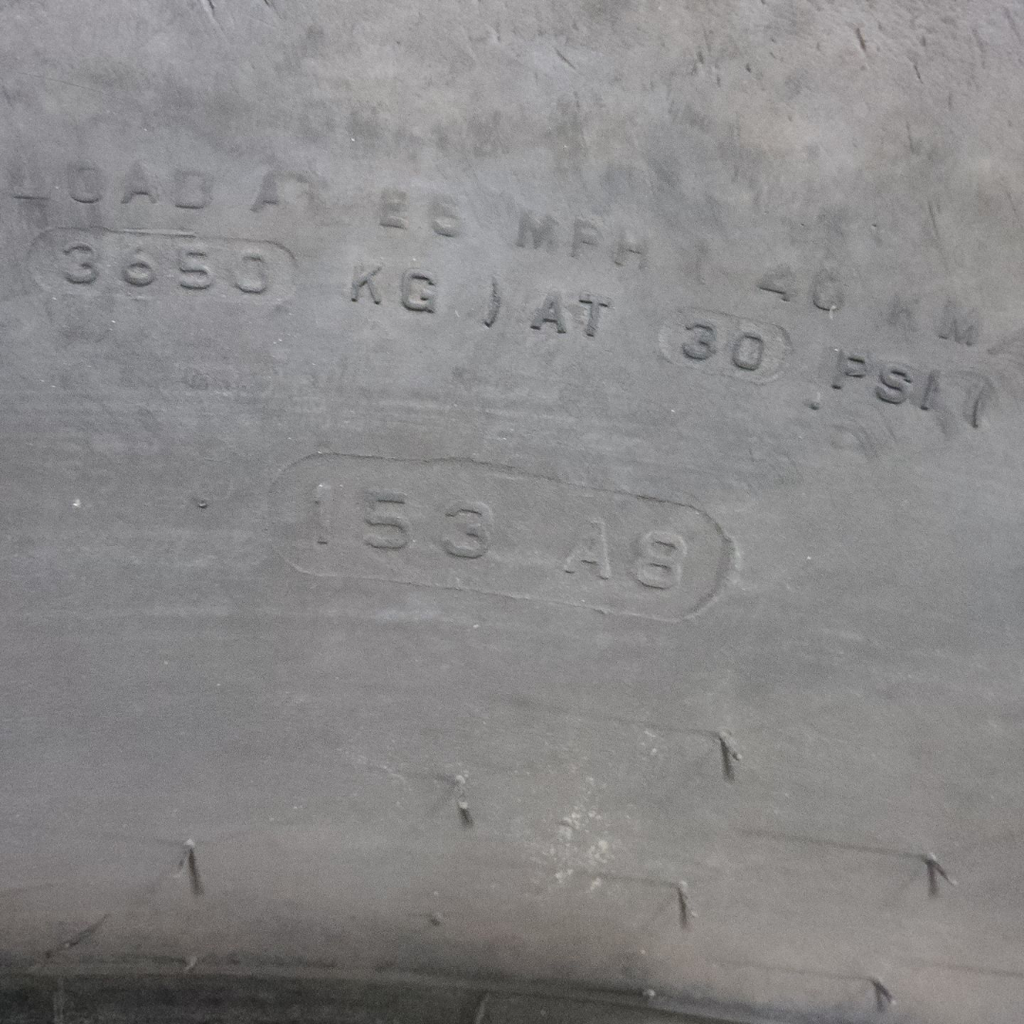 LOAD AT 25 MPH ( 40 KM/
3650 KG ) AT 30 PSI (
153 A8